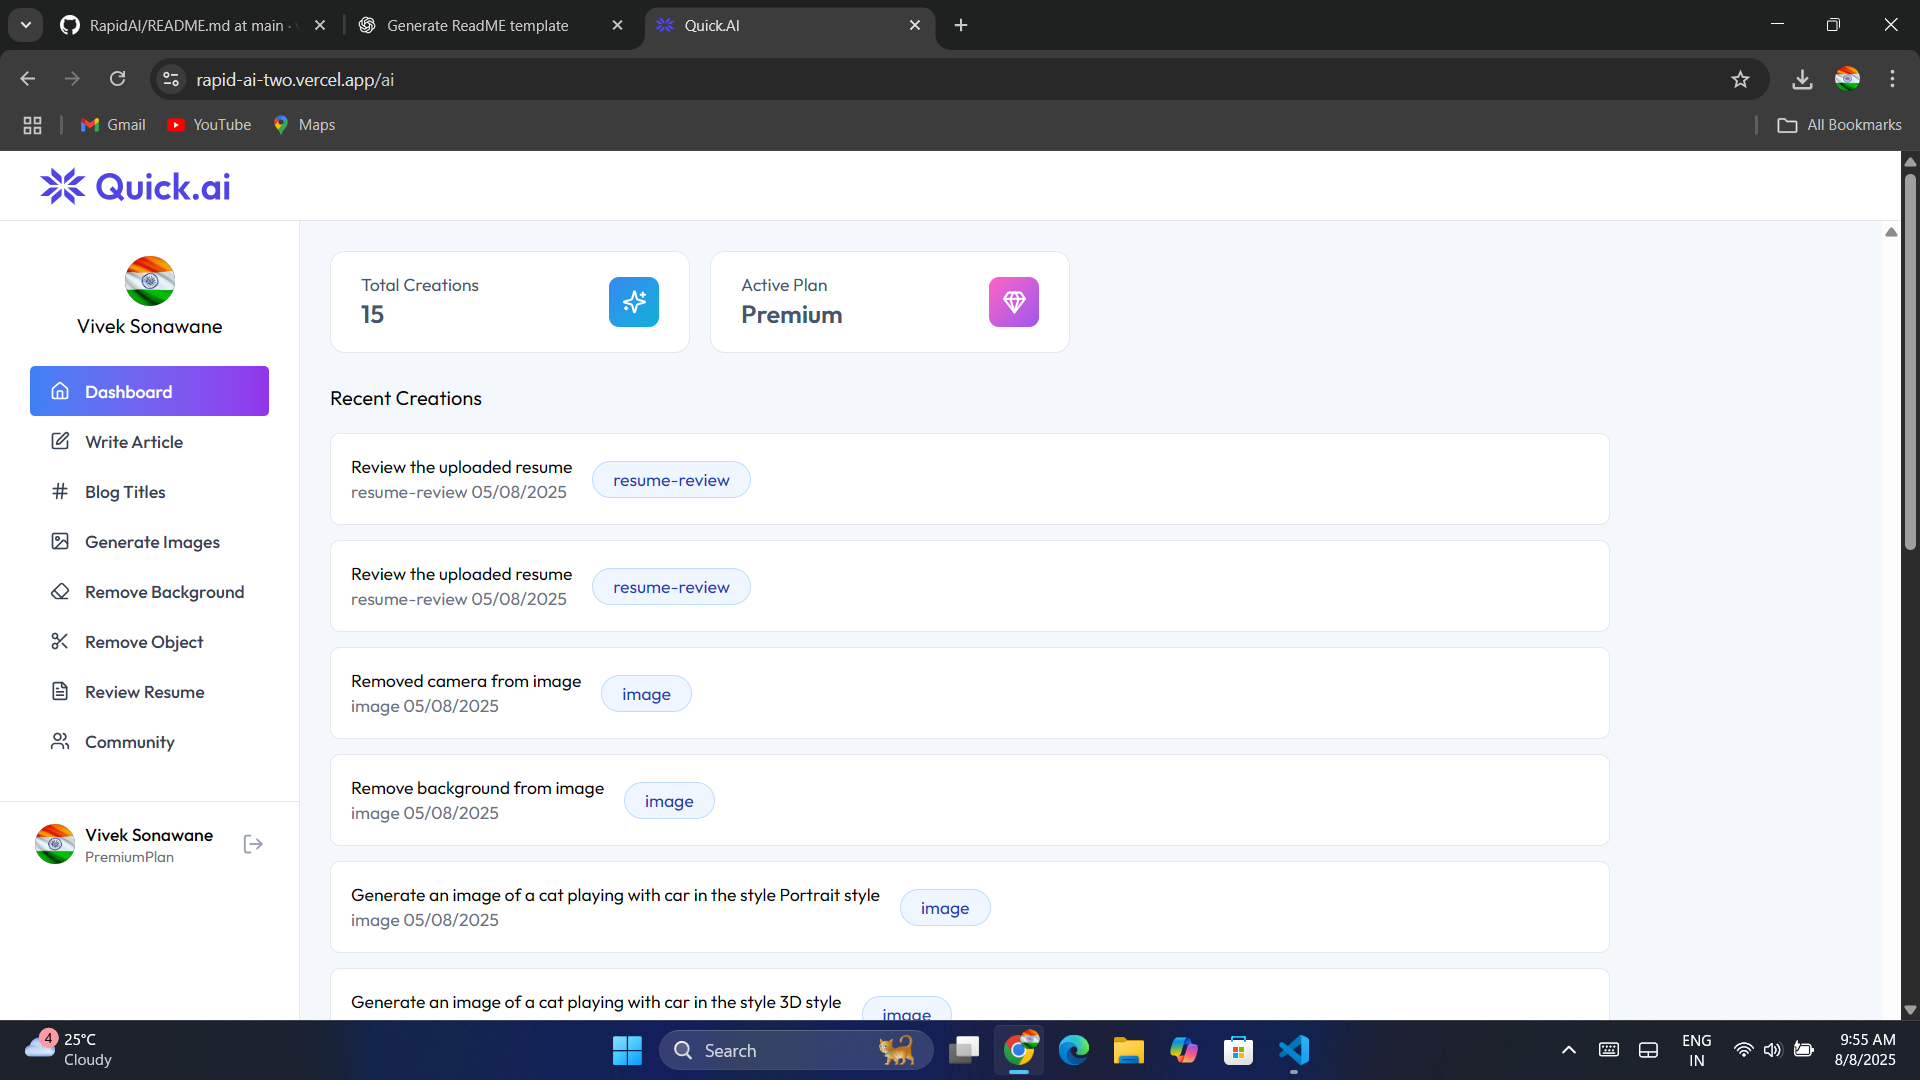 RapidAI/README.md at main ·
Generate ReadME template
Quick.AI
rapid-ai-two.vercel.app/ai
Gmail
YouTube
Maps
All Bookmarks
Quick.ai
Vivek Sonawane
Dashboard
Write Article
Blog Titles
Generate Images
Remove Background
Remove Object
Review Resume
Community
Vivek Sonawane
PremiumPlan
Total Creations
15
Active Plan
Premium
Recent Creations
Review the uploaded resume
resume-review 05/08/2025
resume-review
Review the uploaded resume
resume-review 05/08/2025
resume-review
Removed camera from image
image 05/08/2025
image
Remove background from image
image 05/08/2025
image
Generate an image of a cat playing with car in the style Portrait style
image 05/08/2025
image
Generate an image of a cat playing with car in the style 3D style
image
4
25°C
Cloudy
Search
ENG
IN
9:55 AM
8/8/2025